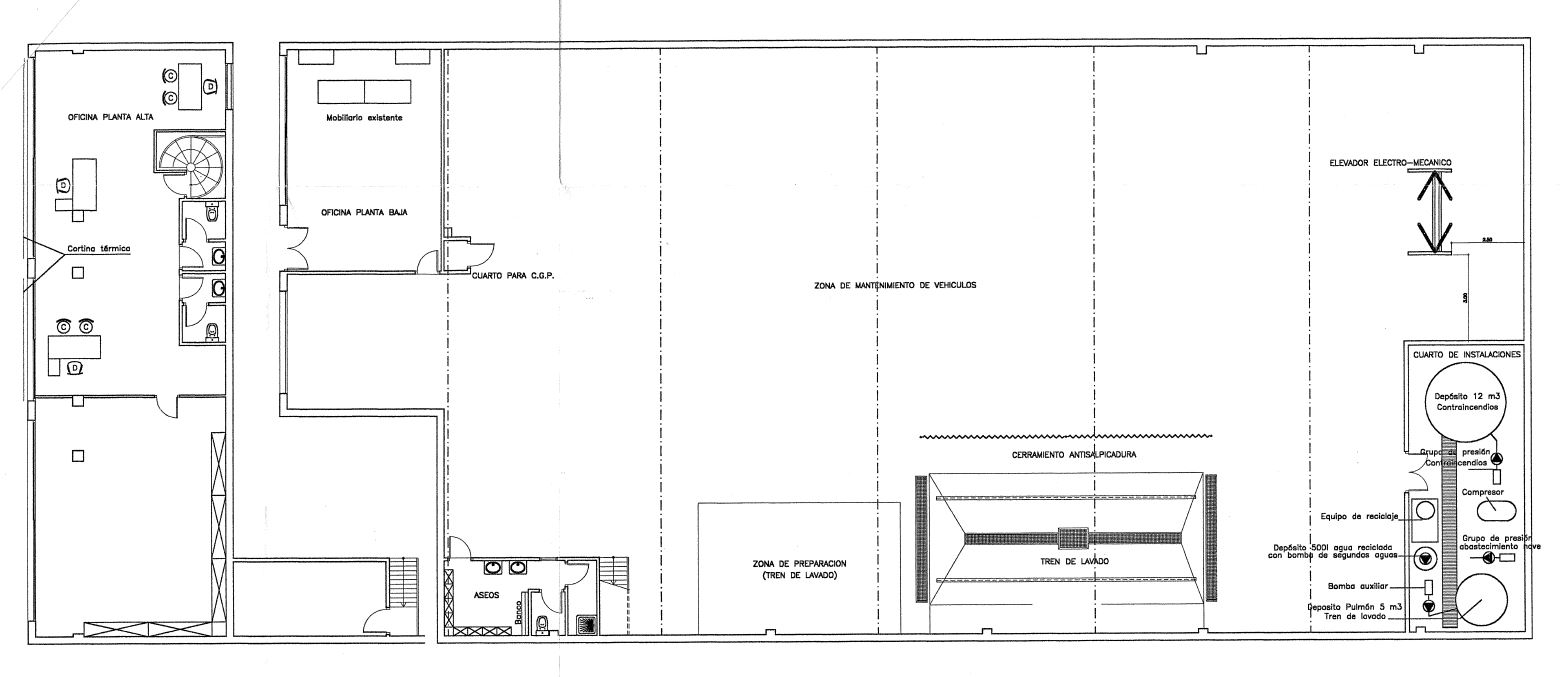 OFICINA PLANTA ALTA
C
C
D
D
Cortina térmica
C
C
D
Mobiliario existente
OFICINA PLANTA BAJA
CUARTO PARA C.G.P.
ZONA DE MANTENIMIENTO DE VEHICULOS
ELEVADOR ELECTRO-MECANICO
3.00
CUARTO DE INSTALACIONES
Depósito 12 m3
Contraincendios
Grupo de presión
Contraincendios
Compresor
Equipo de reciclaje
Grupo de presión
abastecimiento nave
Depósito 500l agua reciclada
con bomba de segundas aguas
Bomba auxiliar
Deposito Pulmón 5 m3
Tren de lavado
CERRAMIENTO ANTISALPICADURA
TREN DE LAVADO
ZONA DE PREPARACION
(TREN DE LAVADO)
ASEOS
Banco